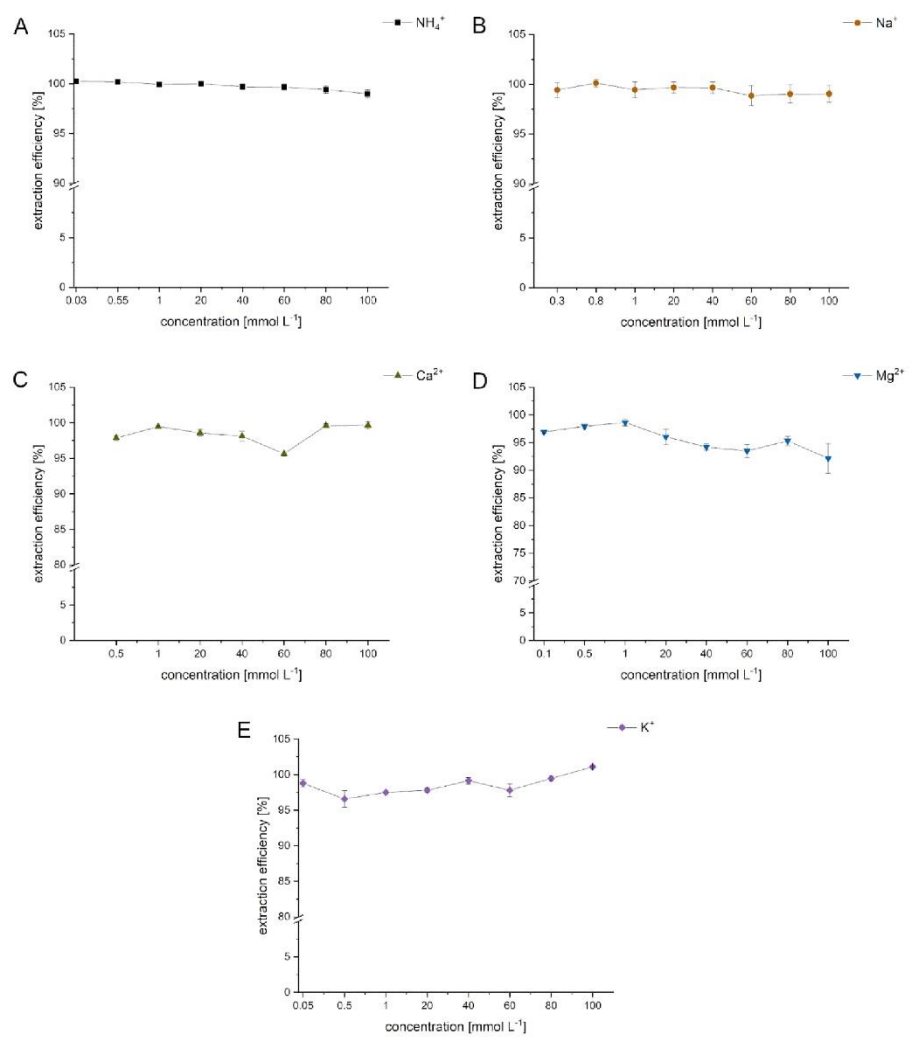 A
NH₄⁺
105
100
95
90
5
0
extraction efficiency [%]
0.03 0.55 1 20 40 60 80 100
concentration [mmol L⁻¹]
B
Na⁺
105
100
95
90
5
0
extraction efficiency [%]
0.3 0.8 1 20 40 60 80 100
concentration [mmol L⁻¹]
C
Ca²⁺
105
100
95
90
85
80
5
0
extraction efficiency [%]
0.5 1 20 40 60 80 100
concentration [mmol L⁻¹]
D
Mg²⁺
105
100
95
90
85
80
75
70
5
0
extraction efficiency [%]
0.1 0.5 1 20 40 60 80 100
concentration [mmol L⁻¹]
E
K⁺
105
100
95
90
85
80
5
0
extraction efficiency [%]
0.05 0.5 1 20 40 60 80 100
concentration [mmol L⁻¹]